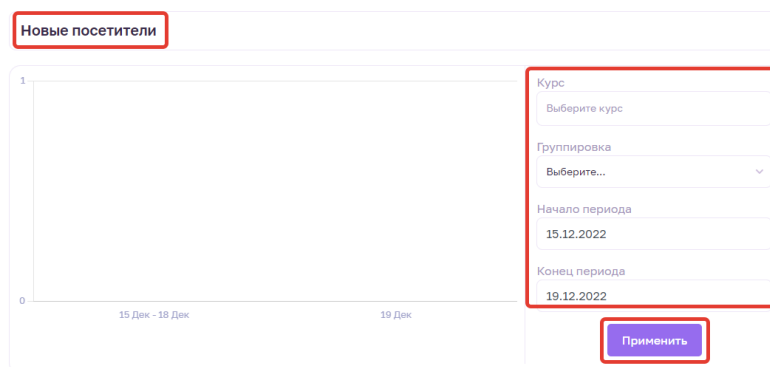 Новые посетители
1
0
15 Дек - 18 Дек
19 Дек
Курс
Выберите курс
Группировка
Выберите...
Начало периода
15.12.2022
Конец периода
19.12.2022
Применить